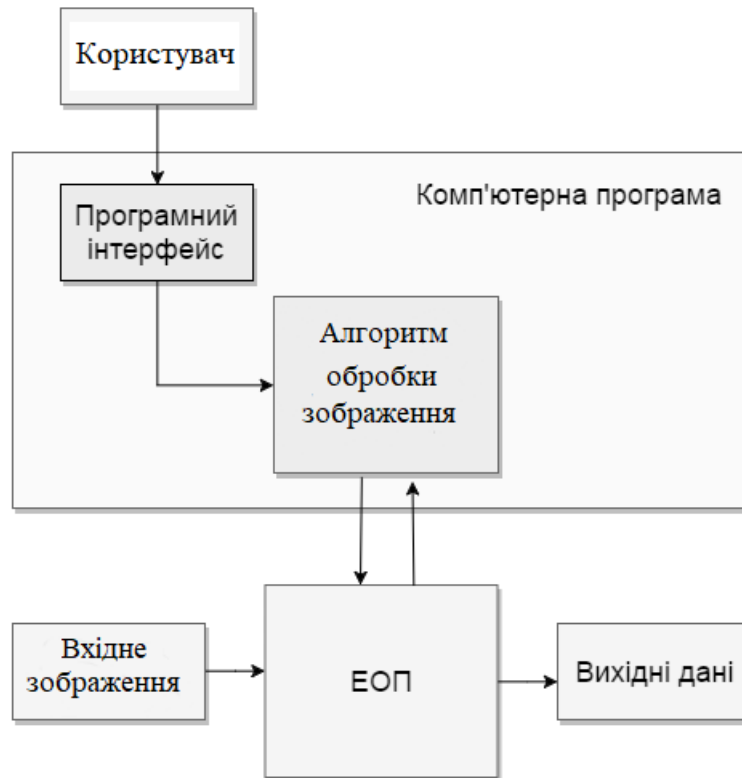 Користувач
Комп'ютерна програма
Програмний
інтерфейс
Алгоритм
обробки
зображення
Вхідне
зображення
ЕОП
Вихідні дані